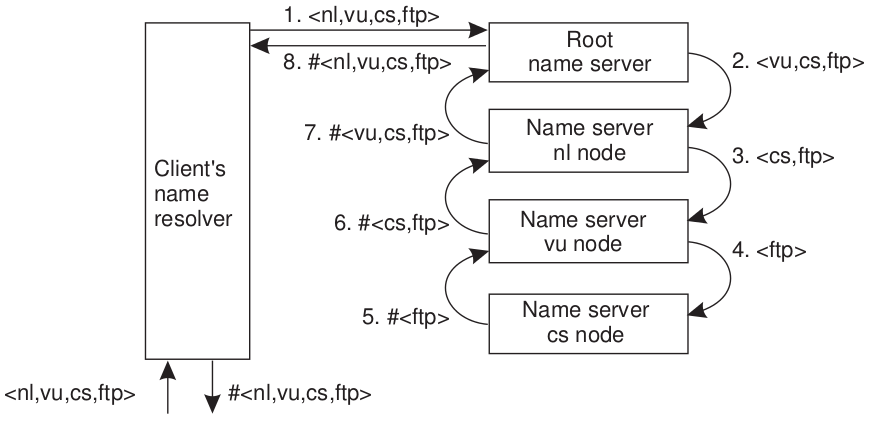 1. <nl,vu,cs,ftp>
Root
name server
8. #<nl,vu,cs,ftp>
2. <vu,cs,ftp>
7. #<vu,cs,ftp>
Name server
nl node
3. <cs,ftp>
Client's
name
resolver
6. #<cs,ftp>
Name server
vu node
4. <ftp>
5. #<ftp>
Name server
cs node
<nl,vu,cs,ftp>
#<nl,vu,cs,ftp>